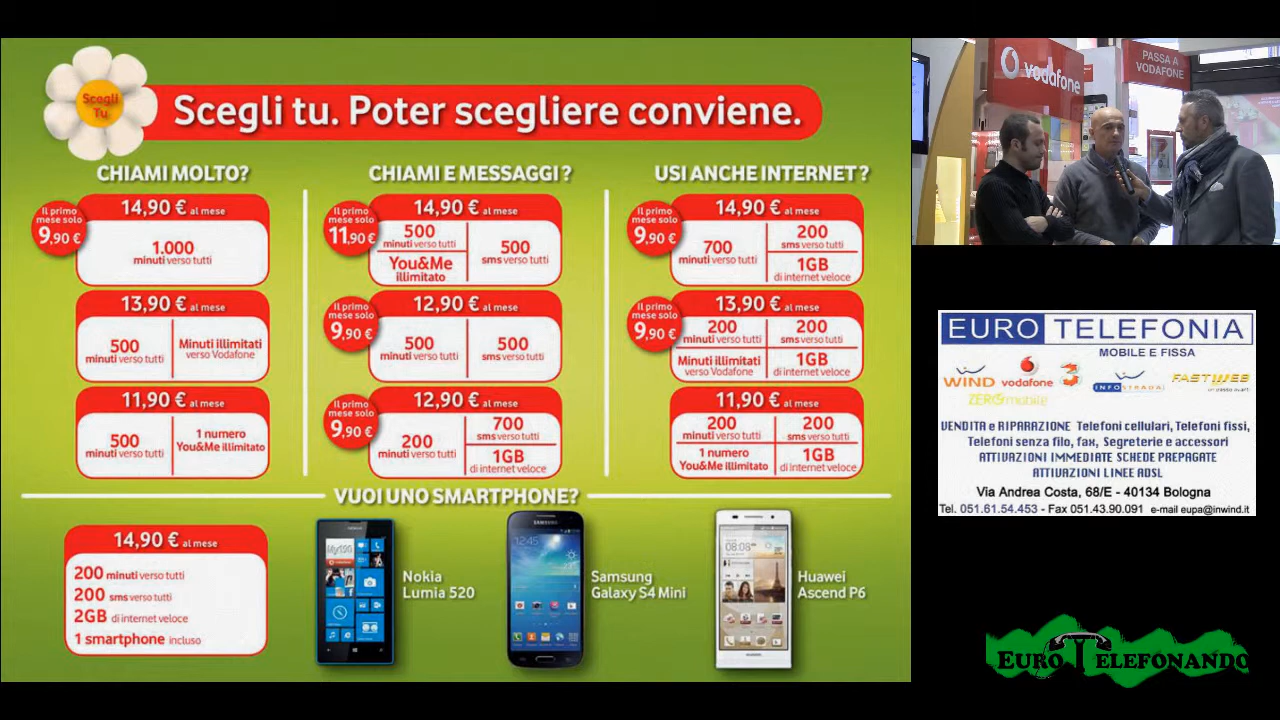 Scegli
Tu
Scegli tu. Poter scegliere conviene.
CHIAMI MOLTO?
14,90 € al mese
Il primo
mese solo
9,90 €
1.000
minuti verso tutti
13,90 € al mese
500
minuti verso tutti
Minuti illimitati
verso Vodafone
11,90 € al mese
500
minuti verso tutti
1 numero
You&Me illimitato
CHIAMI E MESSAGGI?
14,90 € al mese
Il primo
mese solo
11,90 €
500
minuti verso tutti
You&Me
illimitato
500
sms verso tutti
12,90 € al mese
Il primo
mese solo
9,90 €
500
minuti verso tutti
500
sms verso tutti
12,90 € al mese
Il primo
mese solo
9,90 €
200
minuti verso tutti
700
sms verso tutti
1GB
di internet veloce
USI ANCHE INTERNET?
14,90 € al mese
Il primo
mese solo
9,90 €
700
minuti verso tutti
200
sms verso tutti
1GB
di internet veloce
13,90 € al mese
Il primo
mese solo
9,90 €
200
minuti verso tutti
Minuti illimitati
verso Vodafone
200
sms verso tutti
1GB
di internet veloce
11,90 € al mese
200
minuti verso tutti
1 numero
You&Me illimitato
200
sms verso tutti
1GB
di internet veloce
VUOI UNO SMARTPHONE?
14,90 € al mese
200 minuti verso tutti
200 sms verso tutti
2GB di internet veloce
1 smartphone incluso
Nokia
Lumia 520
SAMSUNG
12:45
Samsung
Galaxy S4 Mini
08:08
Huawei
Ascend P6
vodafone
PASSA A
VODAFONE
EURO TELEFONIA
MOBILE E FISSA
WIND vodafone 3 INFOSTRADA FASTWEB
ZEROmobile
VENDITA e RIPARAZIONE Telefoni cellulari, Telefoni fissi,
Telefoni senza filo, fax, Segreterie e accessori
ATTIVAZIONI IMMEDIATE SCHEDE PREPAGATE
ATTIVAZIONI LINEE ADSL
Via Andrea Costa, 68/E - 40134 Bologna
Tel. 051.61.54.453 - Fax 051.43.90.091 e-mail eupa@inwind.it
EURO TELEFONANDO